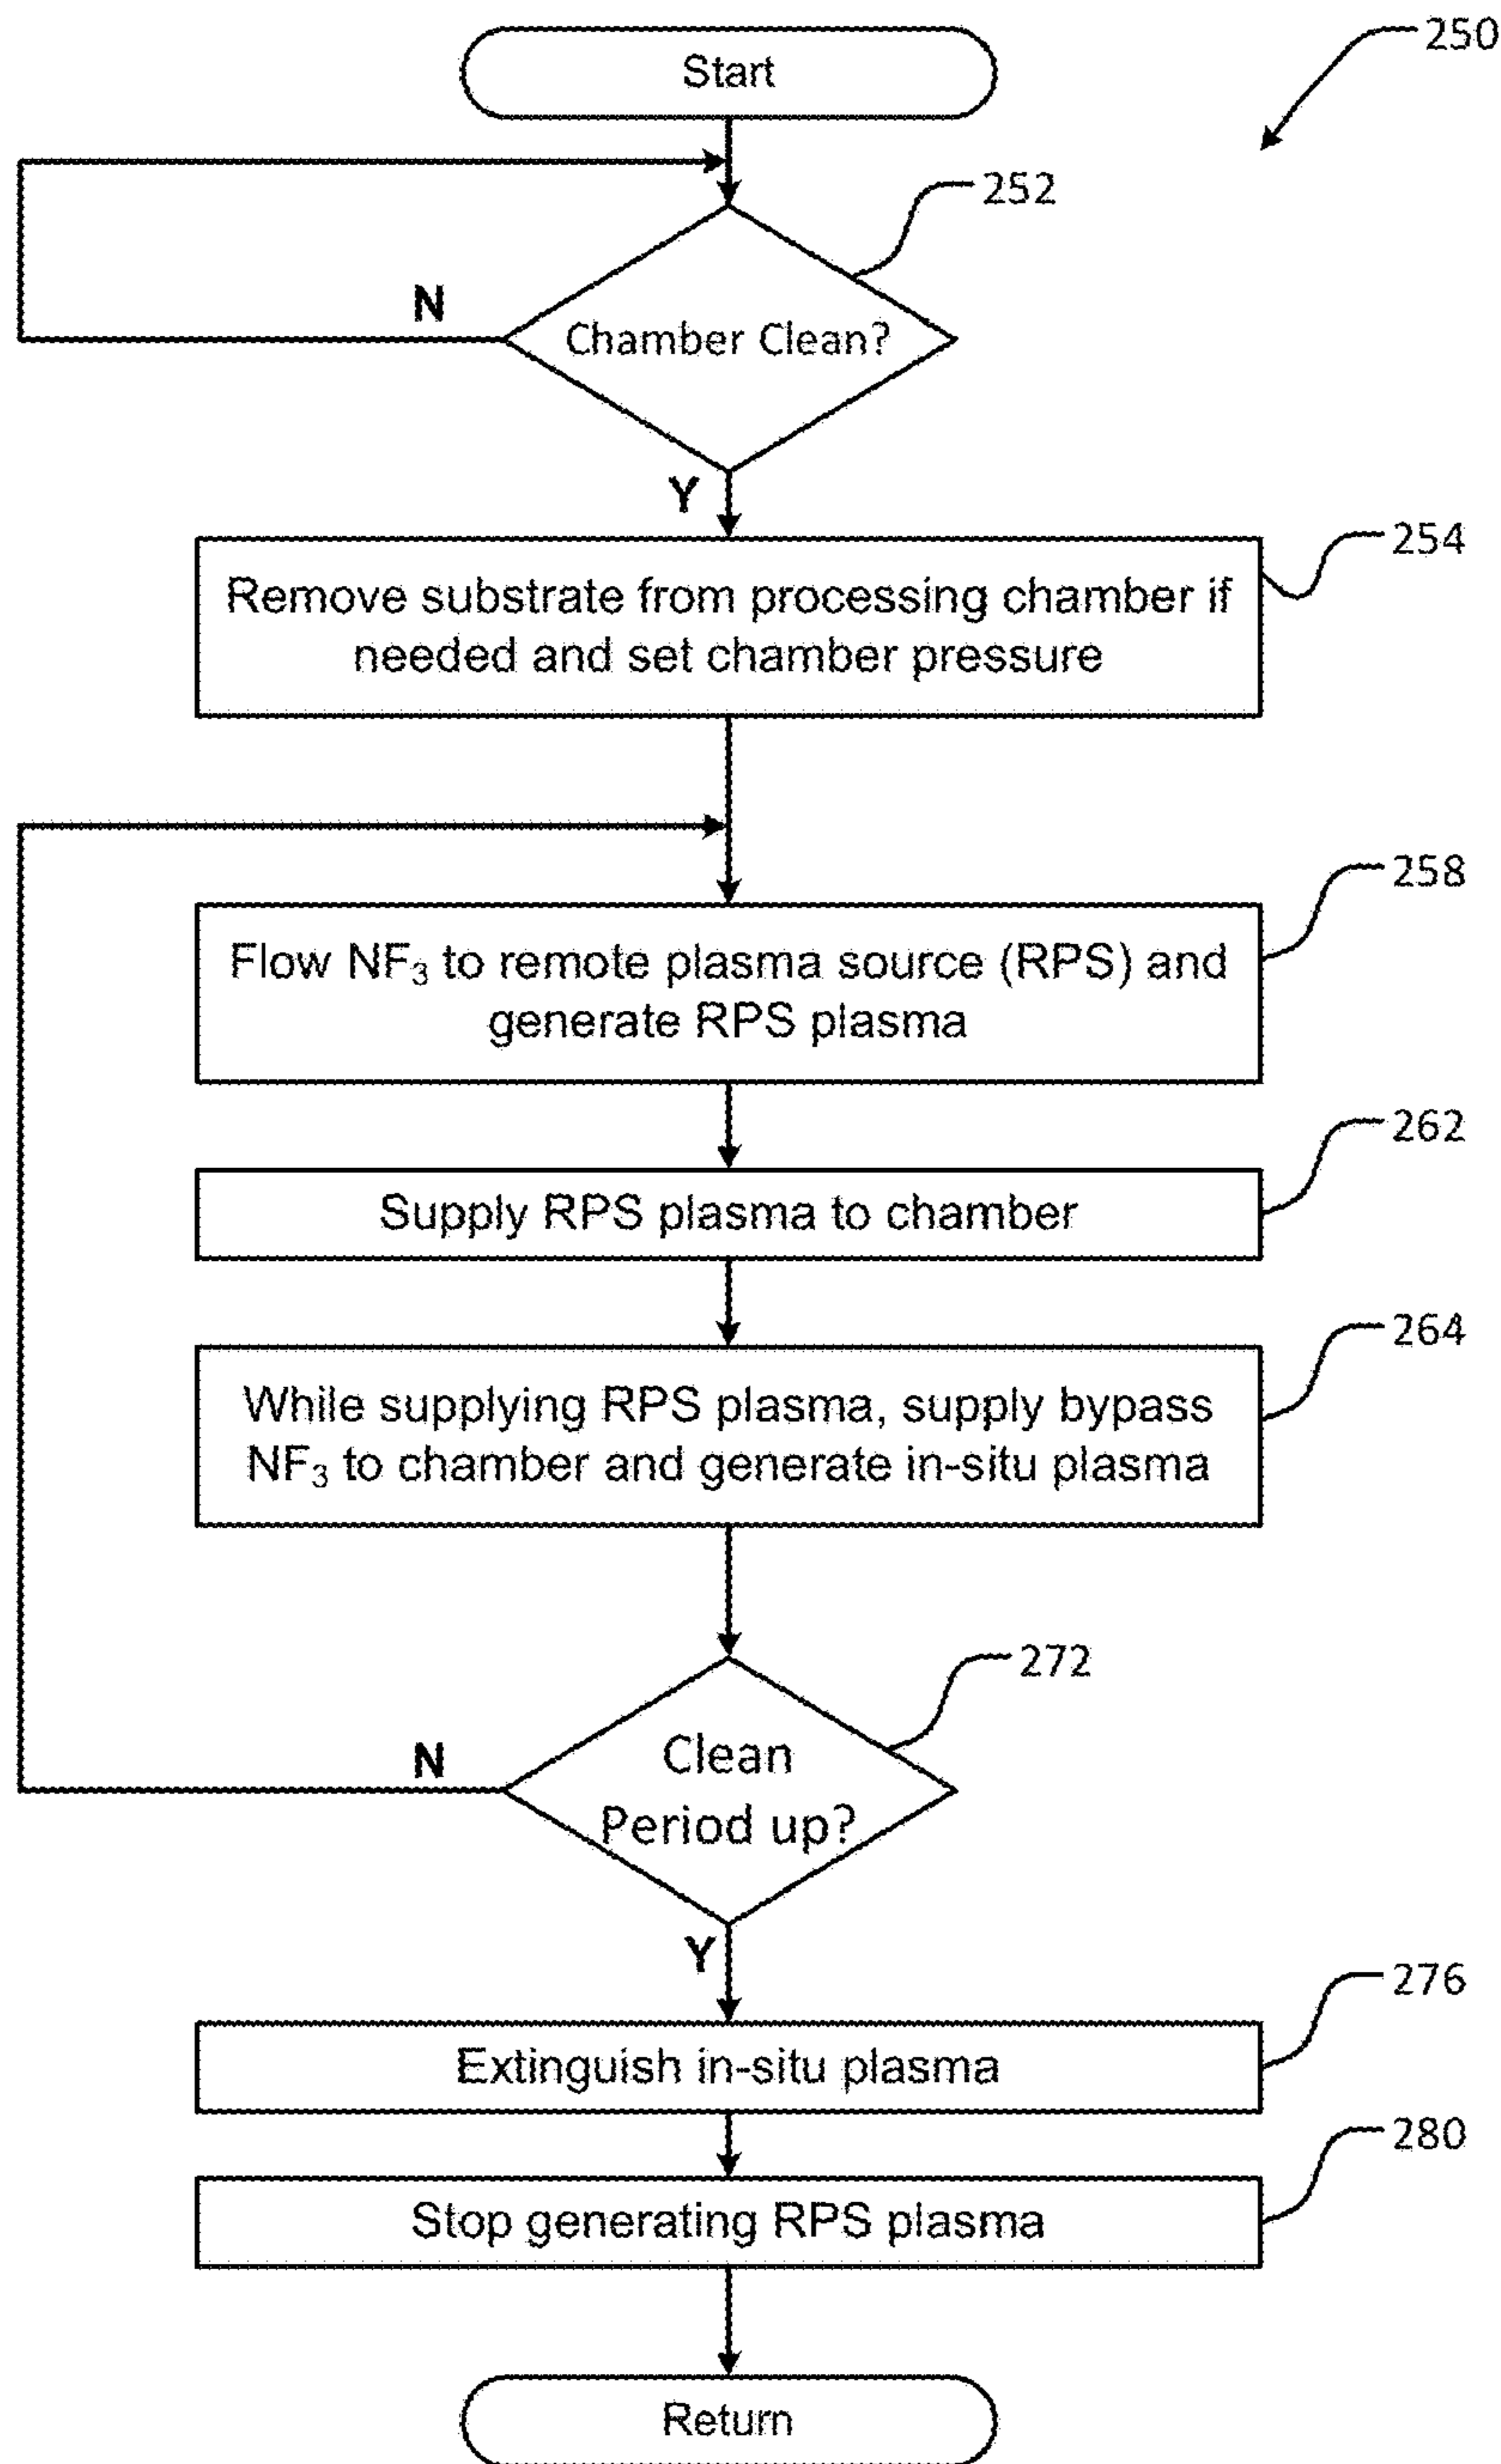 Start
250
252
N
Chamber Clean?
Y
254
Remove substrate from processing chamber if
needed and set chamber pressure
258
Flow NF₃ to remote plasma source (RPS) and
generate RPS plasma
262
Supply RPS plasma to chamber
264
While supplying RPS plasma, supply bypass
NF₃ to chamber and generate in-situ plasma
272
N
Clean
Period up?
Y
276
Extinguish in-situ plasma
280
Stop generating RPS plasma
Return